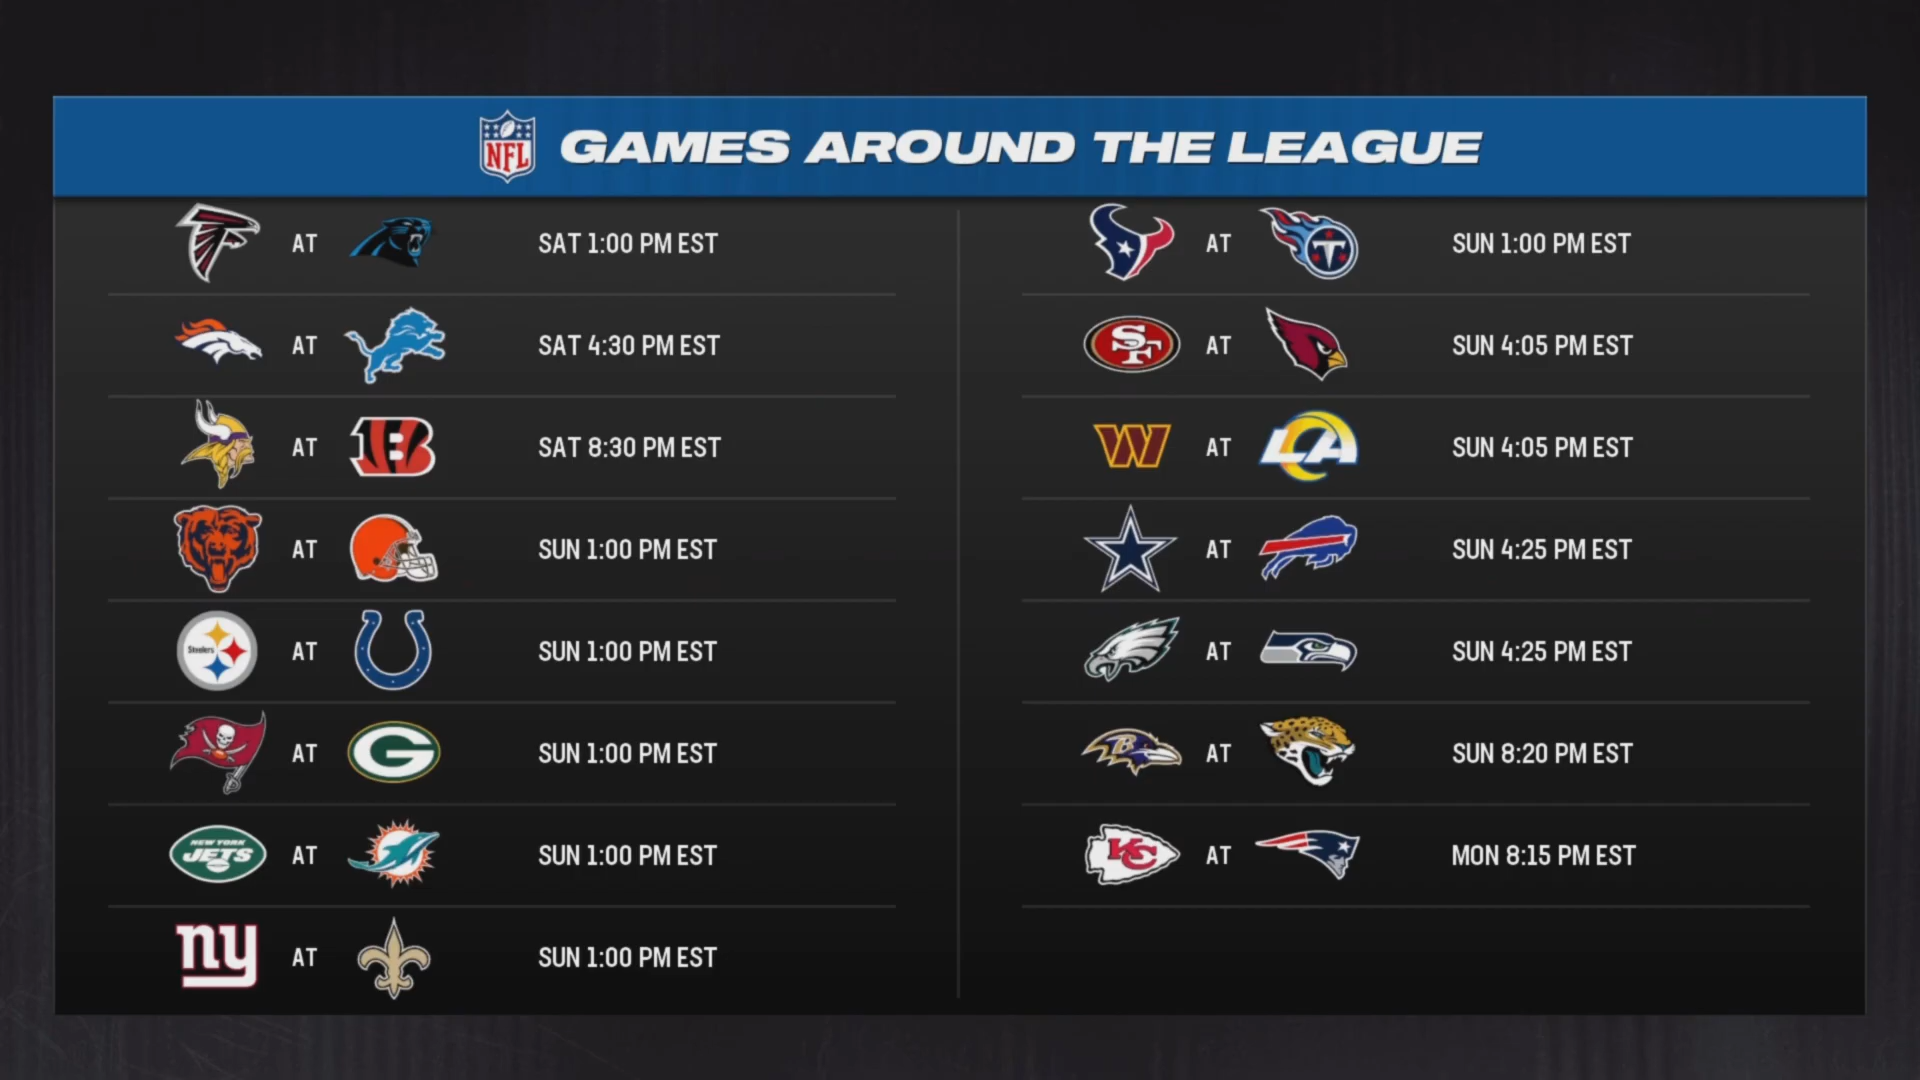 NFL GAMES AROUND THE LEAGUE
AT SAT 1:00 PM EST
AT SAT 4:30 PM EST
AT SAT 8:30 PM EST
AT SUN 1:00 PM EST
Steelers AT SUN 1:00 PM EST
AT G SUN 1:00 PM EST
NEW YORK JETS AT SUN 1:00 PM EST
ny AT SUN 1:00 PM EST
AT T SUN 1:00 PM EST
SF AT SUN 4:05 PM EST
W AT LA SUN 4:05 PM EST
AT SUN 4:25 PM EST
AT SUN 4:25 PM EST
B AT SUN 8:20 PM EST
KC AT MON 8:15 PM EST